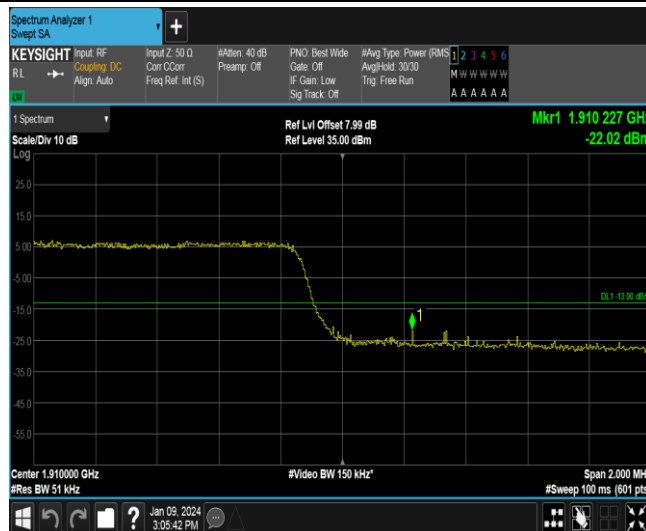 Spectrum Analyzer 1
Swept SA
KEYSIGHT
RL
Input: RF
Coupling: DC
Align: Auto
Input Z: 50 Ω
Corr CCorr
Freq Ref: Int (S)
#Atten: 40 dB
Preamp: Off
PNO: Best Wide
Gate: Off
IF Gain: Low
Sig Track: Off
#Avg Type: Power (RMS
Avg|Hold: 30/30
Trig: Free Run
1 2 3 4 5 6
M W W W W W
A A A A A A
1 Spectrum
Scale/Div 10 dB
Log
Ref Lvl Offset 7.99 dB
Ref Level 35.00 dBm
Mkr1 1.910 227 GHz
-22.02 dBm
25.0
15.0
5.00
-5.00
-15.0
-25.0
-35.0
-45.0
-55.0
DL1 -13.00 dBm
1
Center 1.910000 GHz
#Res BW 51 kHz
#Video BW 150 kHz*
Span 2.000 MH
#Sweep 100 ms (601 pts
?
Jan 09, 2024
3:05:42 PM